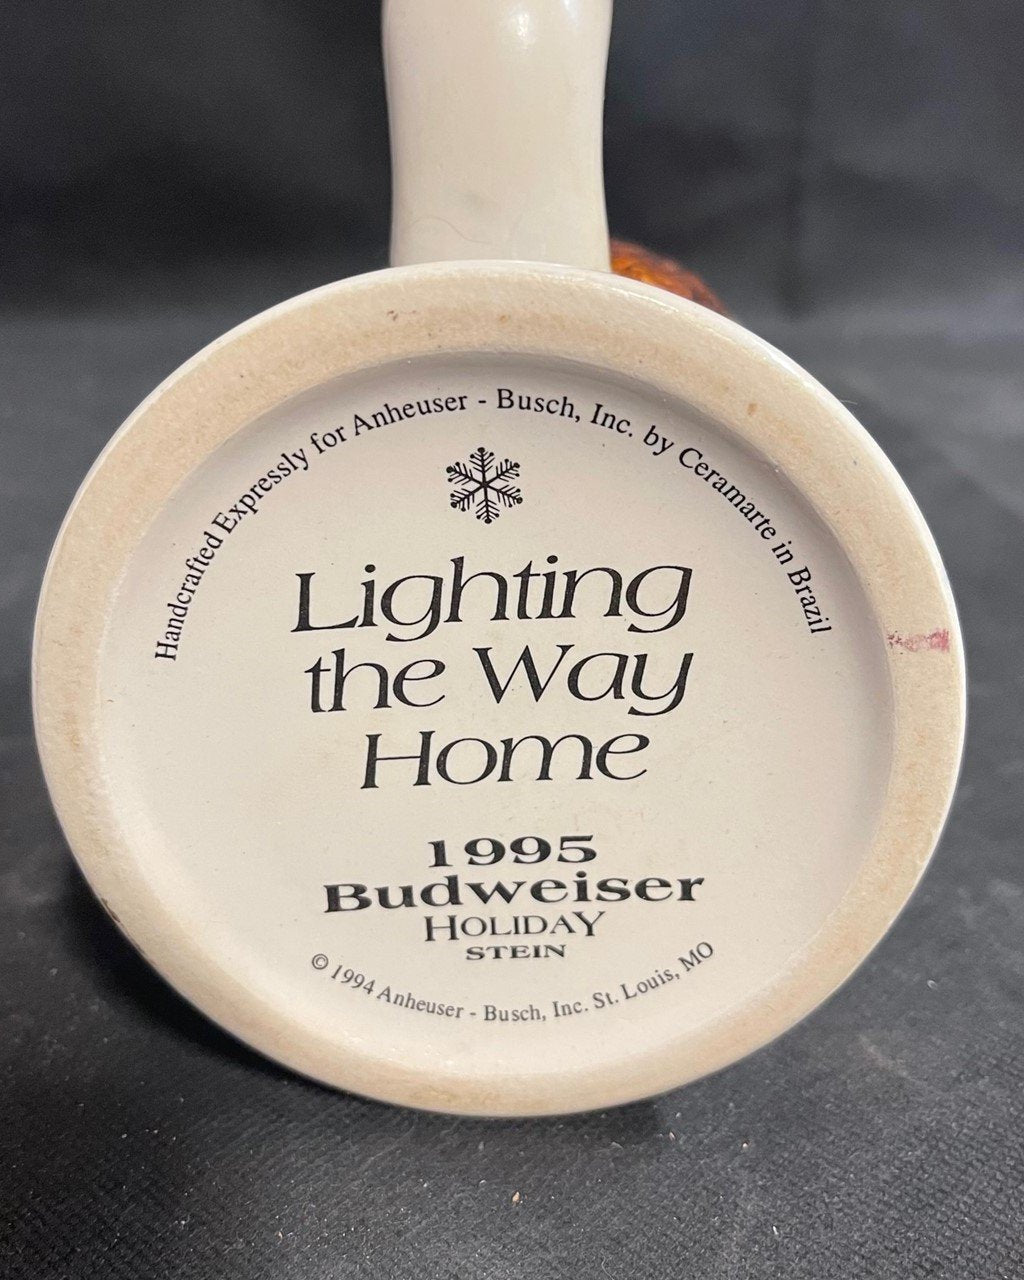 Handcrafted Expressly for Anheuser - Busch, Inc. by Ceramarte in Brazil
Lighting
the Way
Home
1995
Budweiser
HOLIDAY
STEIN
© 1994 Anheuser - Busch, Inc. St. Louis, MO